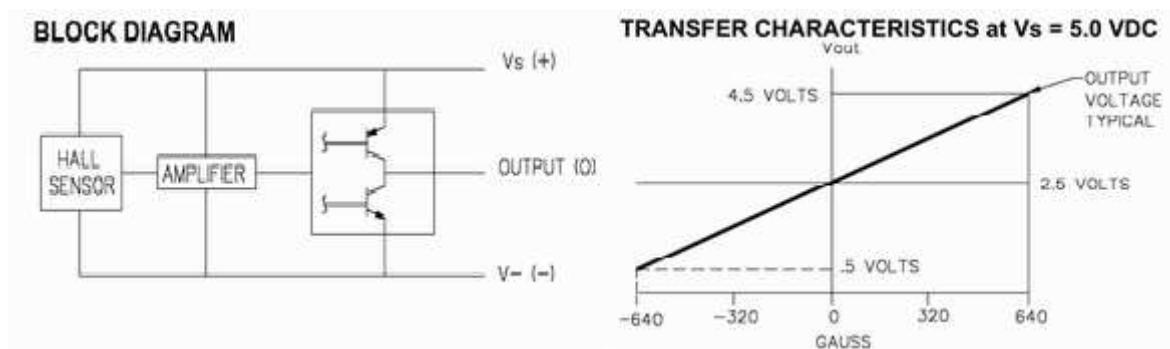 BLOCK DIAGRAM
Vs (+)
HALL
SENSOR
AMPLIFIER
OUTPUT (O)
V- (-)
TRANSFER CHARACTERISTICS at Vs = 5.0 VDC
Vout
4.5 VOLTS
OUTPUT
VOLTAGE
TYPICAL
2.5 VOLTS
.5 VOLTS
-640
-320
0
320
640
GAUSS